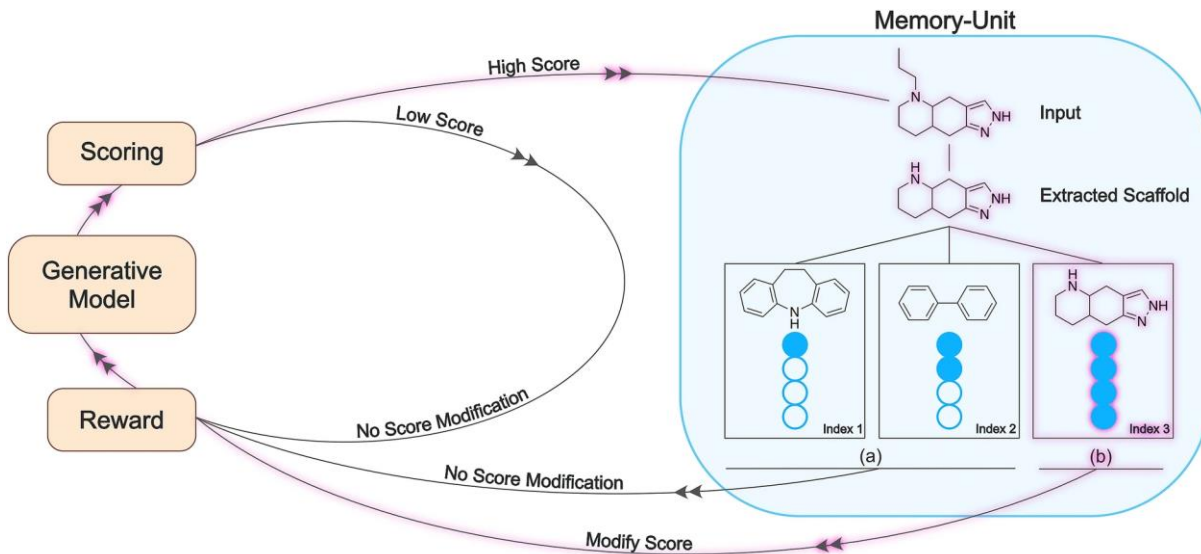 Memory-Unit
High Score
Low Score
Scoring
Generative
Model
Reward
No Score Modification
No Score Modification
Modify Score
N
NH
N
Input
H
N
NH
N
Extracted Scaffold
N
H
Index 1
Index 2
H
N
NH
N
Index 3
(a)
(b)